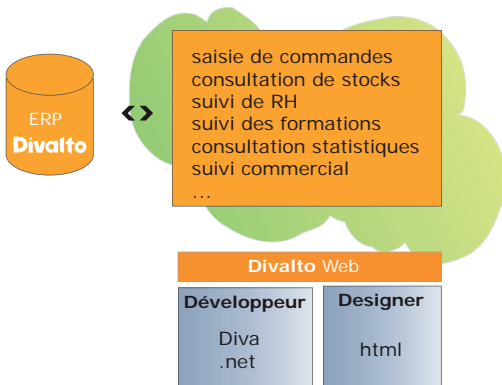 ERP
Divalto
saisie de commandes
consultation de stocks
suivi de RH
suivi des formations
consultation statistiques
suivi commercial
...
Divalto Web
Développeur
Diva
.net
Designer
html